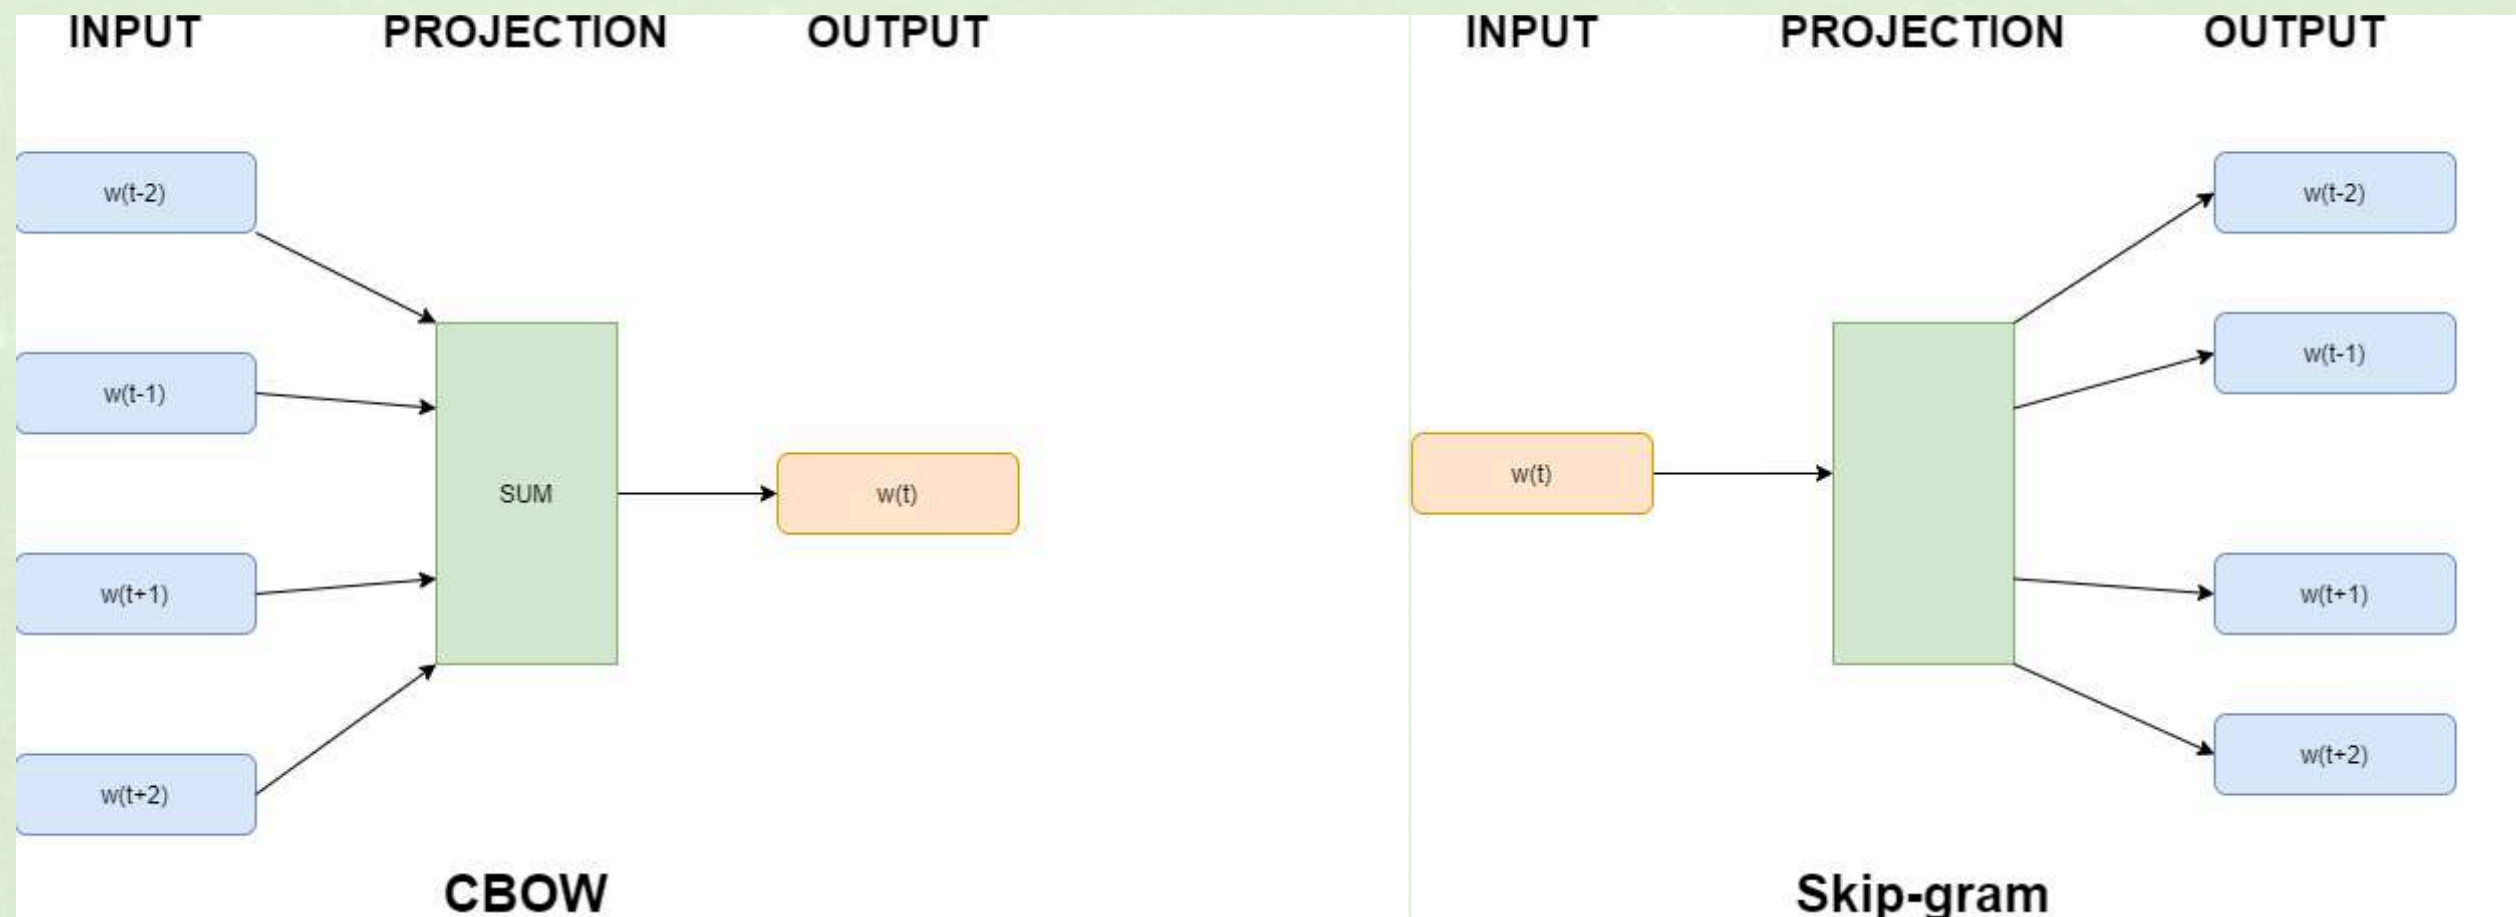 INPUT PROJECTION OUTPUT
w(t-2)
w(t-1)
SUM
w(t)
w(t+1)
w(t+2)
CBOW
INPUT PROJECTION OUTPUT
w(t-2)
w(t-1)
w(t)
w(t+1)
w(t+2)
Skip-gram